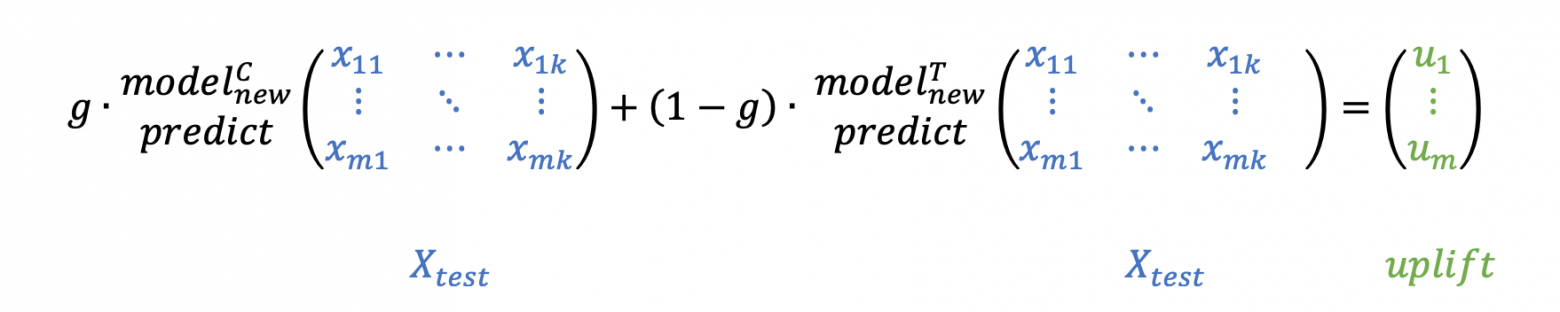 g · model^C_new predict (x_11 ⋯ x_1k ⋮ ⋱ ⋮ x_m1 ⋯ x_mk) + (1 − g) · model^T_new predict (x_11 ⋯ x_1k ⋮ ⋱ ⋮ x_m1 ⋯ x_mk) = (u_1 ⋮ u_m)
X_test X_test uplift